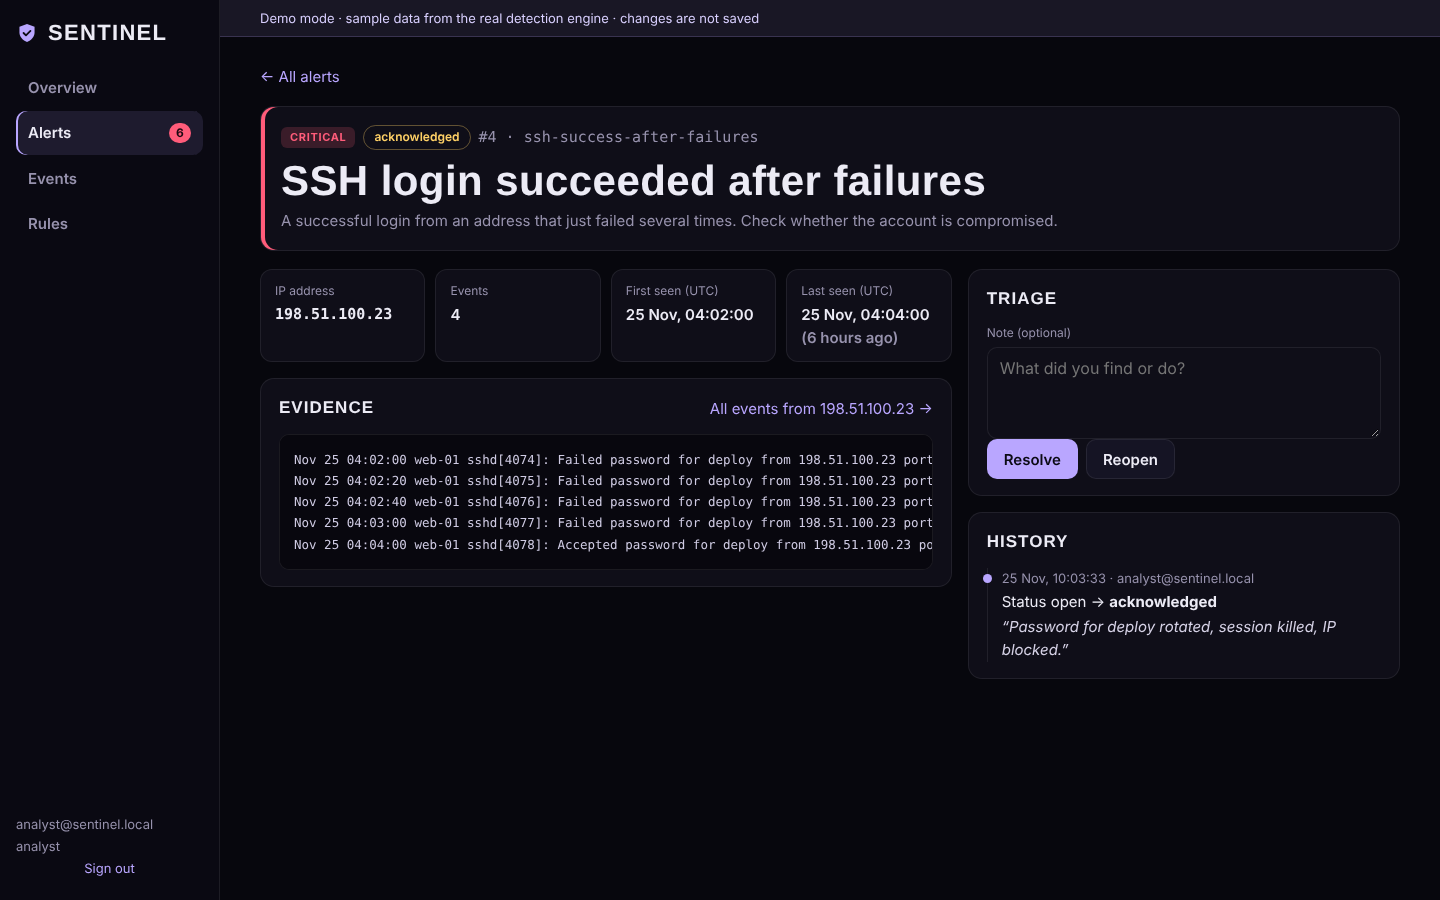 SENTINEL
Overview
Alerts 6
Events
Rules
analyst@sentinel.local
analyst
Sign out
Demo mode · sample data from the real detection engine · changes are not saved
← All alerts
CRITICAL acknowledged #4 · ssh-success-after-failures
SSH login succeeded after failures
A successful login from an address that just failed several times. Check whether the account is compromised.
IP address
198.51.100.23
Events
4
First seen (UTC)
25 Nov, 04:02:00
Last seen (UTC)
25 Nov, 04:04:00
(6 hours ago)
EVIDENCE
All events from 198.51.100.23 →
Nov 25 04:02:00 web-01 sshd[4074]: Failed password for deploy from 198.51.100.23 port
Nov 25 04:02:20 web-01 sshd[4075]: Failed password for deploy from 198.51.100.23 port
Nov 25 04:02:40 web-01 sshd[4076]: Failed password for deploy from 198.51.100.23 port
Nov 25 04:03:00 web-01 sshd[4077]: Failed password for deploy from 198.51.100.23 port
Nov 25 04:04:00 web-01 sshd[4078]: Accepted password for deploy from 198.51.100.23 po
TRIAGE
Note (optional)
What did you find or do?
Resolve
Reopen
HISTORY
25 Nov, 10:03:33 · analyst@sentinel.local
Status open → acknowledged
“Password for deploy rotated, session killed, IP
blocked.”